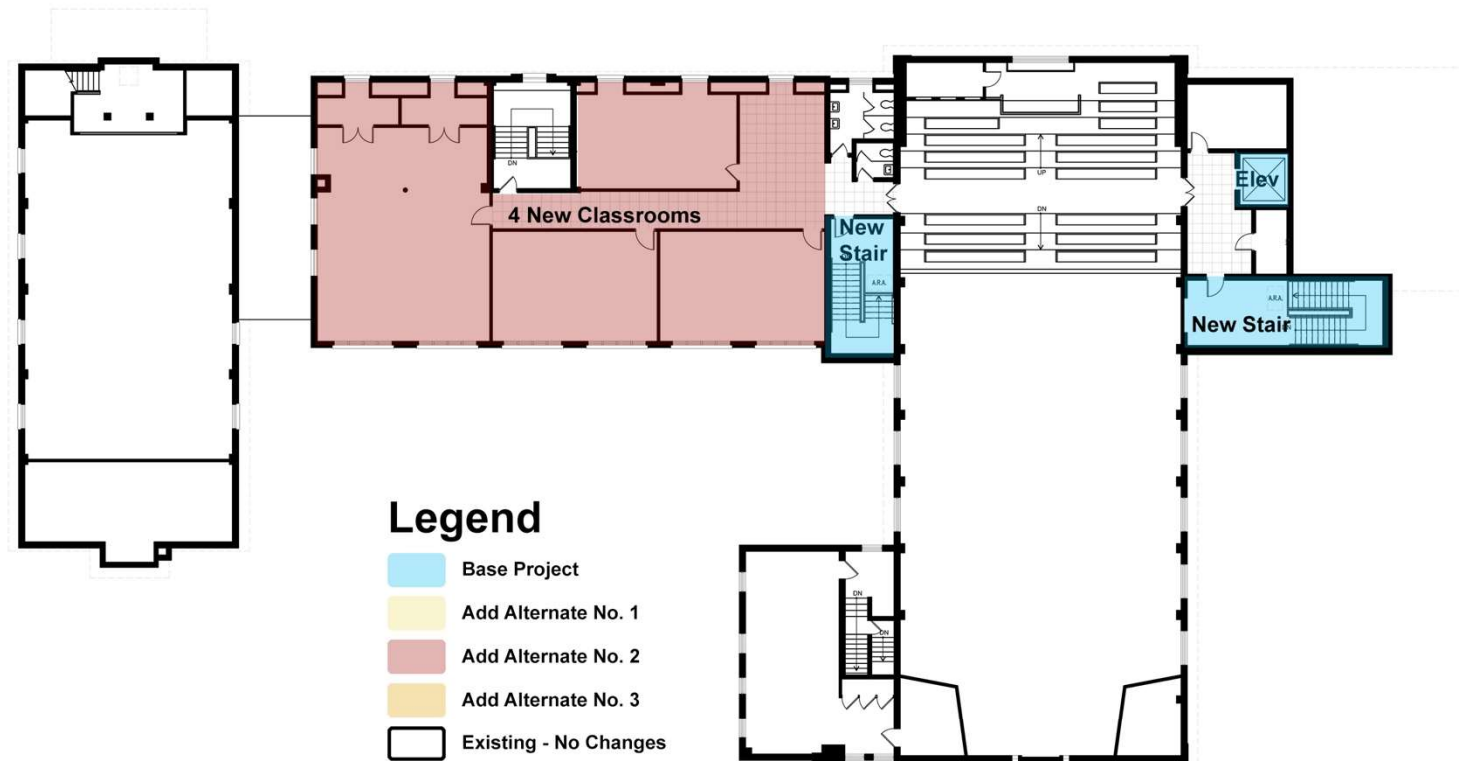 DN
UP
Elev
4 New Classrooms
DN
New
Stair
A.R.A.
A.R.A.
New Stair
Legend
Base Project
Add Alternate No. 1
Add Alternate No. 2
Add Alternate No. 3
Existing - No Changes
DN
DN